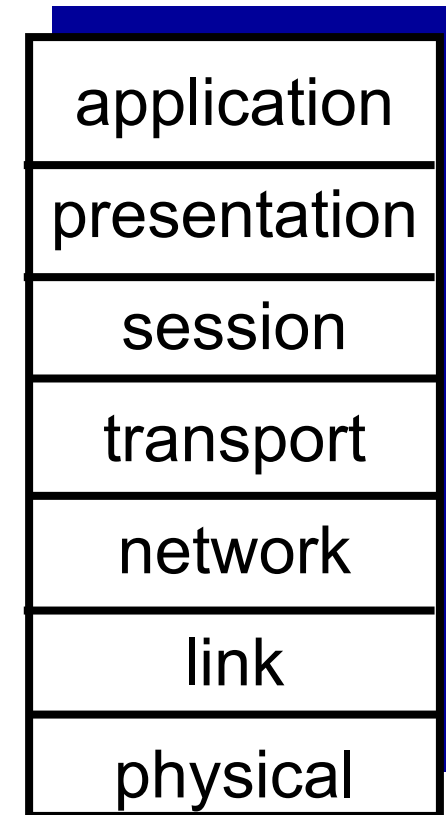 application
presentation
session
transport
network
link
physical